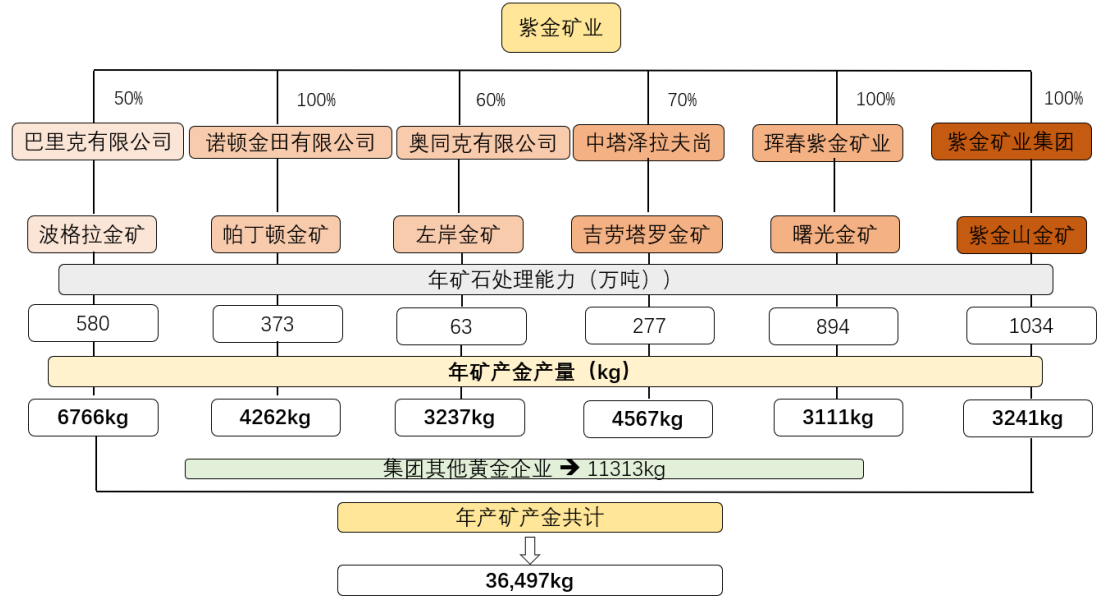 紫金矿业
50%
100%
60%
70%
100%
100%
巴里克有限公司
诺顿金田有限公司
奥同克有限公司
中塔泽拉夫尚
珲春紫金矿业
紫金矿业集团
波格拉金矿
帕丁顿金矿
左岸金矿
吉劳塔罗金矿
曙光金矿
紫金山金矿
年矿石处理能力（万吨））
580
373
63
277
894
1034
年矿产金产量（kg）
6766kg
4262kg
3237kg
4567kg
3111kg
3241kg
集团其他黄金企业 → 11313kg
年产矿产金共计
36,497kg